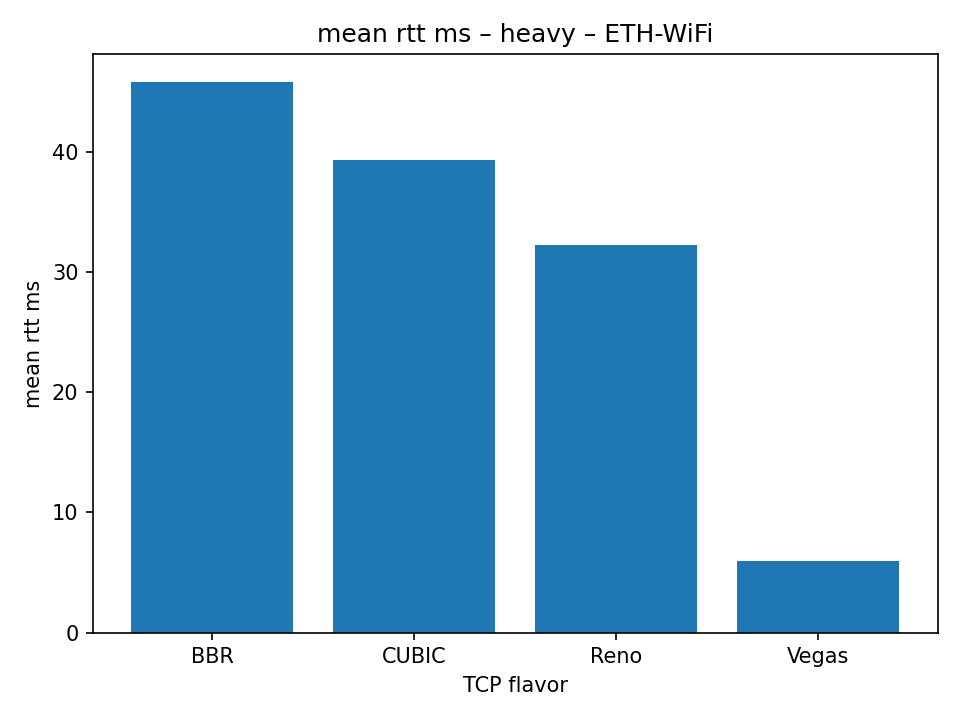 mean rtt ms – heavy – ETH-WiFi
mean rtt ms
40
30
20
10
0
BBR CUBIC Reno Vegas
TCP flavor